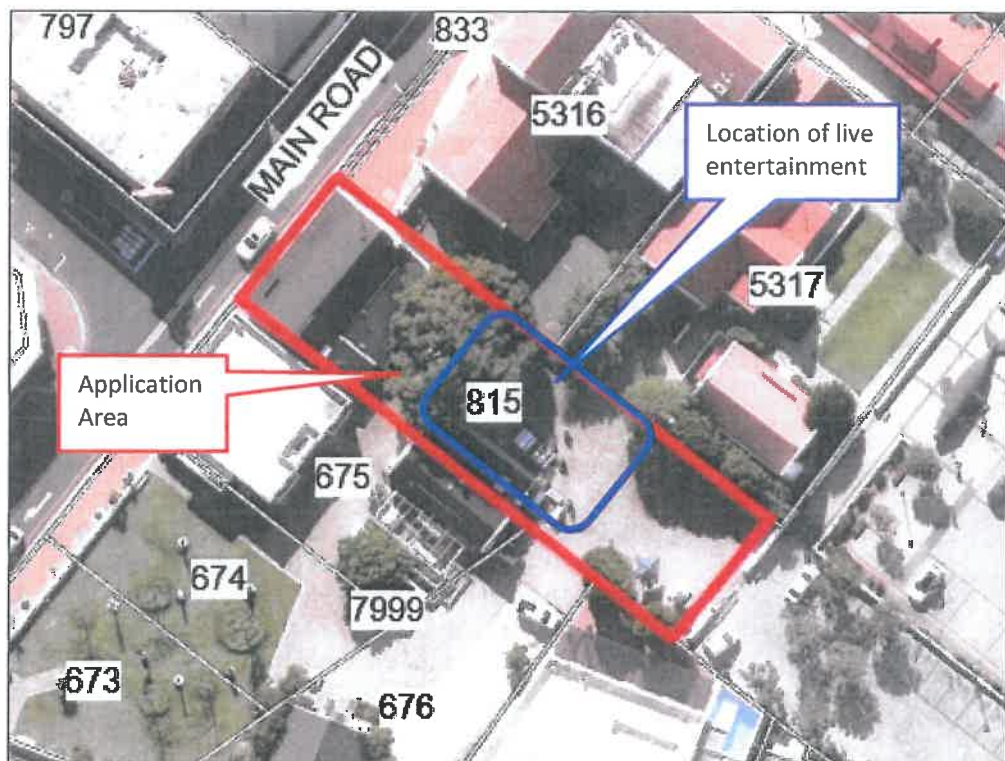 797
833
MAIN ROAD
5316
Location of live
entertainment
5317
Application
Area
815
675
674
7999
673
676